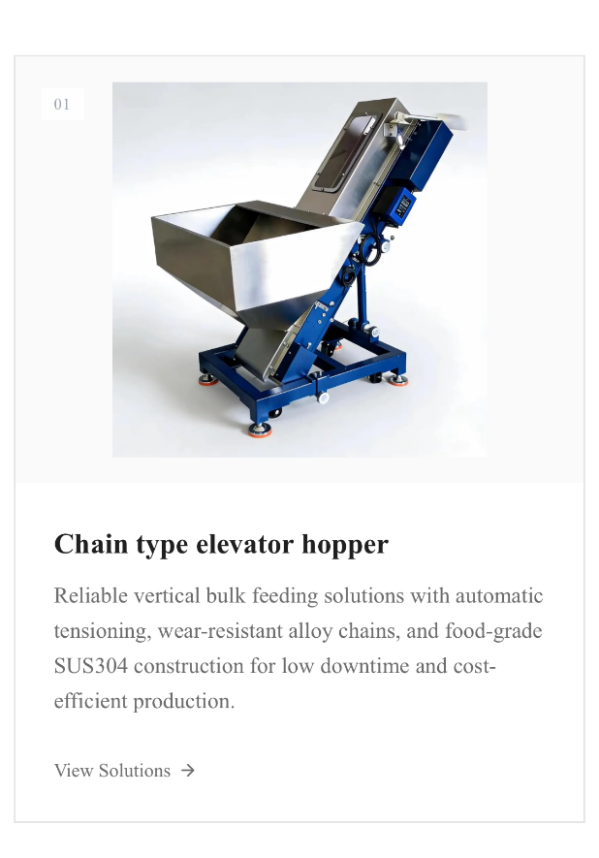 01
Chain type elevator hopper
Reliable vertical bulk feeding solutions with automatic
tensioning, wear-resistant alloy chains, and food-grade
SUS304 construction for low downtime and cost-
efficient production.
View Solutions →